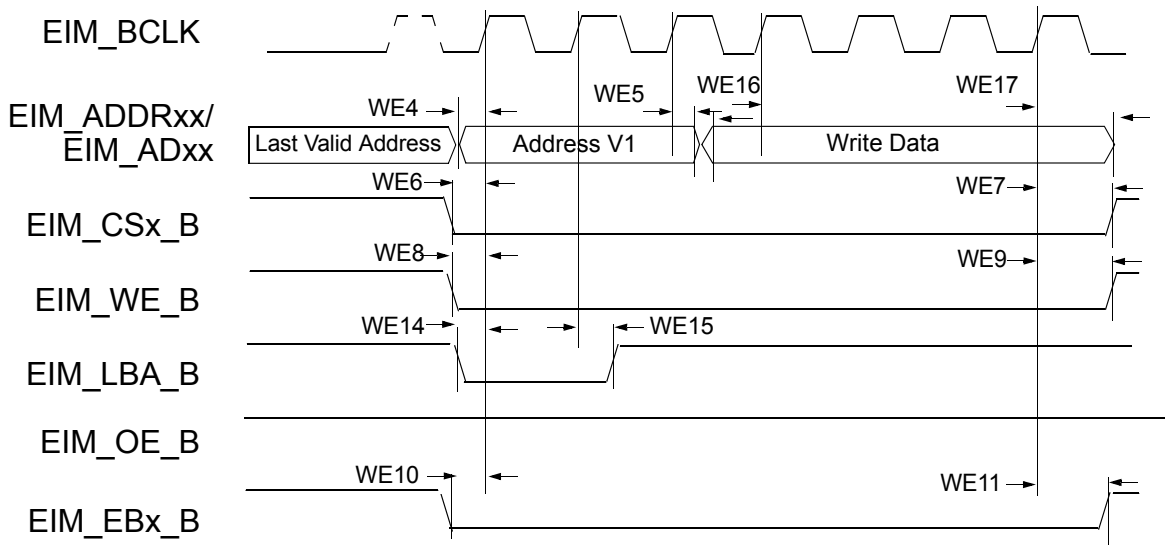 EIM_BCLK
WE4
WE5
WE16
WE17
EIM_ADDRxx/
EIM_ADxx
Last Valid Address
Address V1
Write Data
WE6
WE7
EIM_CSx_B
WE8
WE9
EIM_WE_B
WE14
WE15
EIM_LBA_B
EIM_OE_B
WE10
WE11
EIM_EBx_B